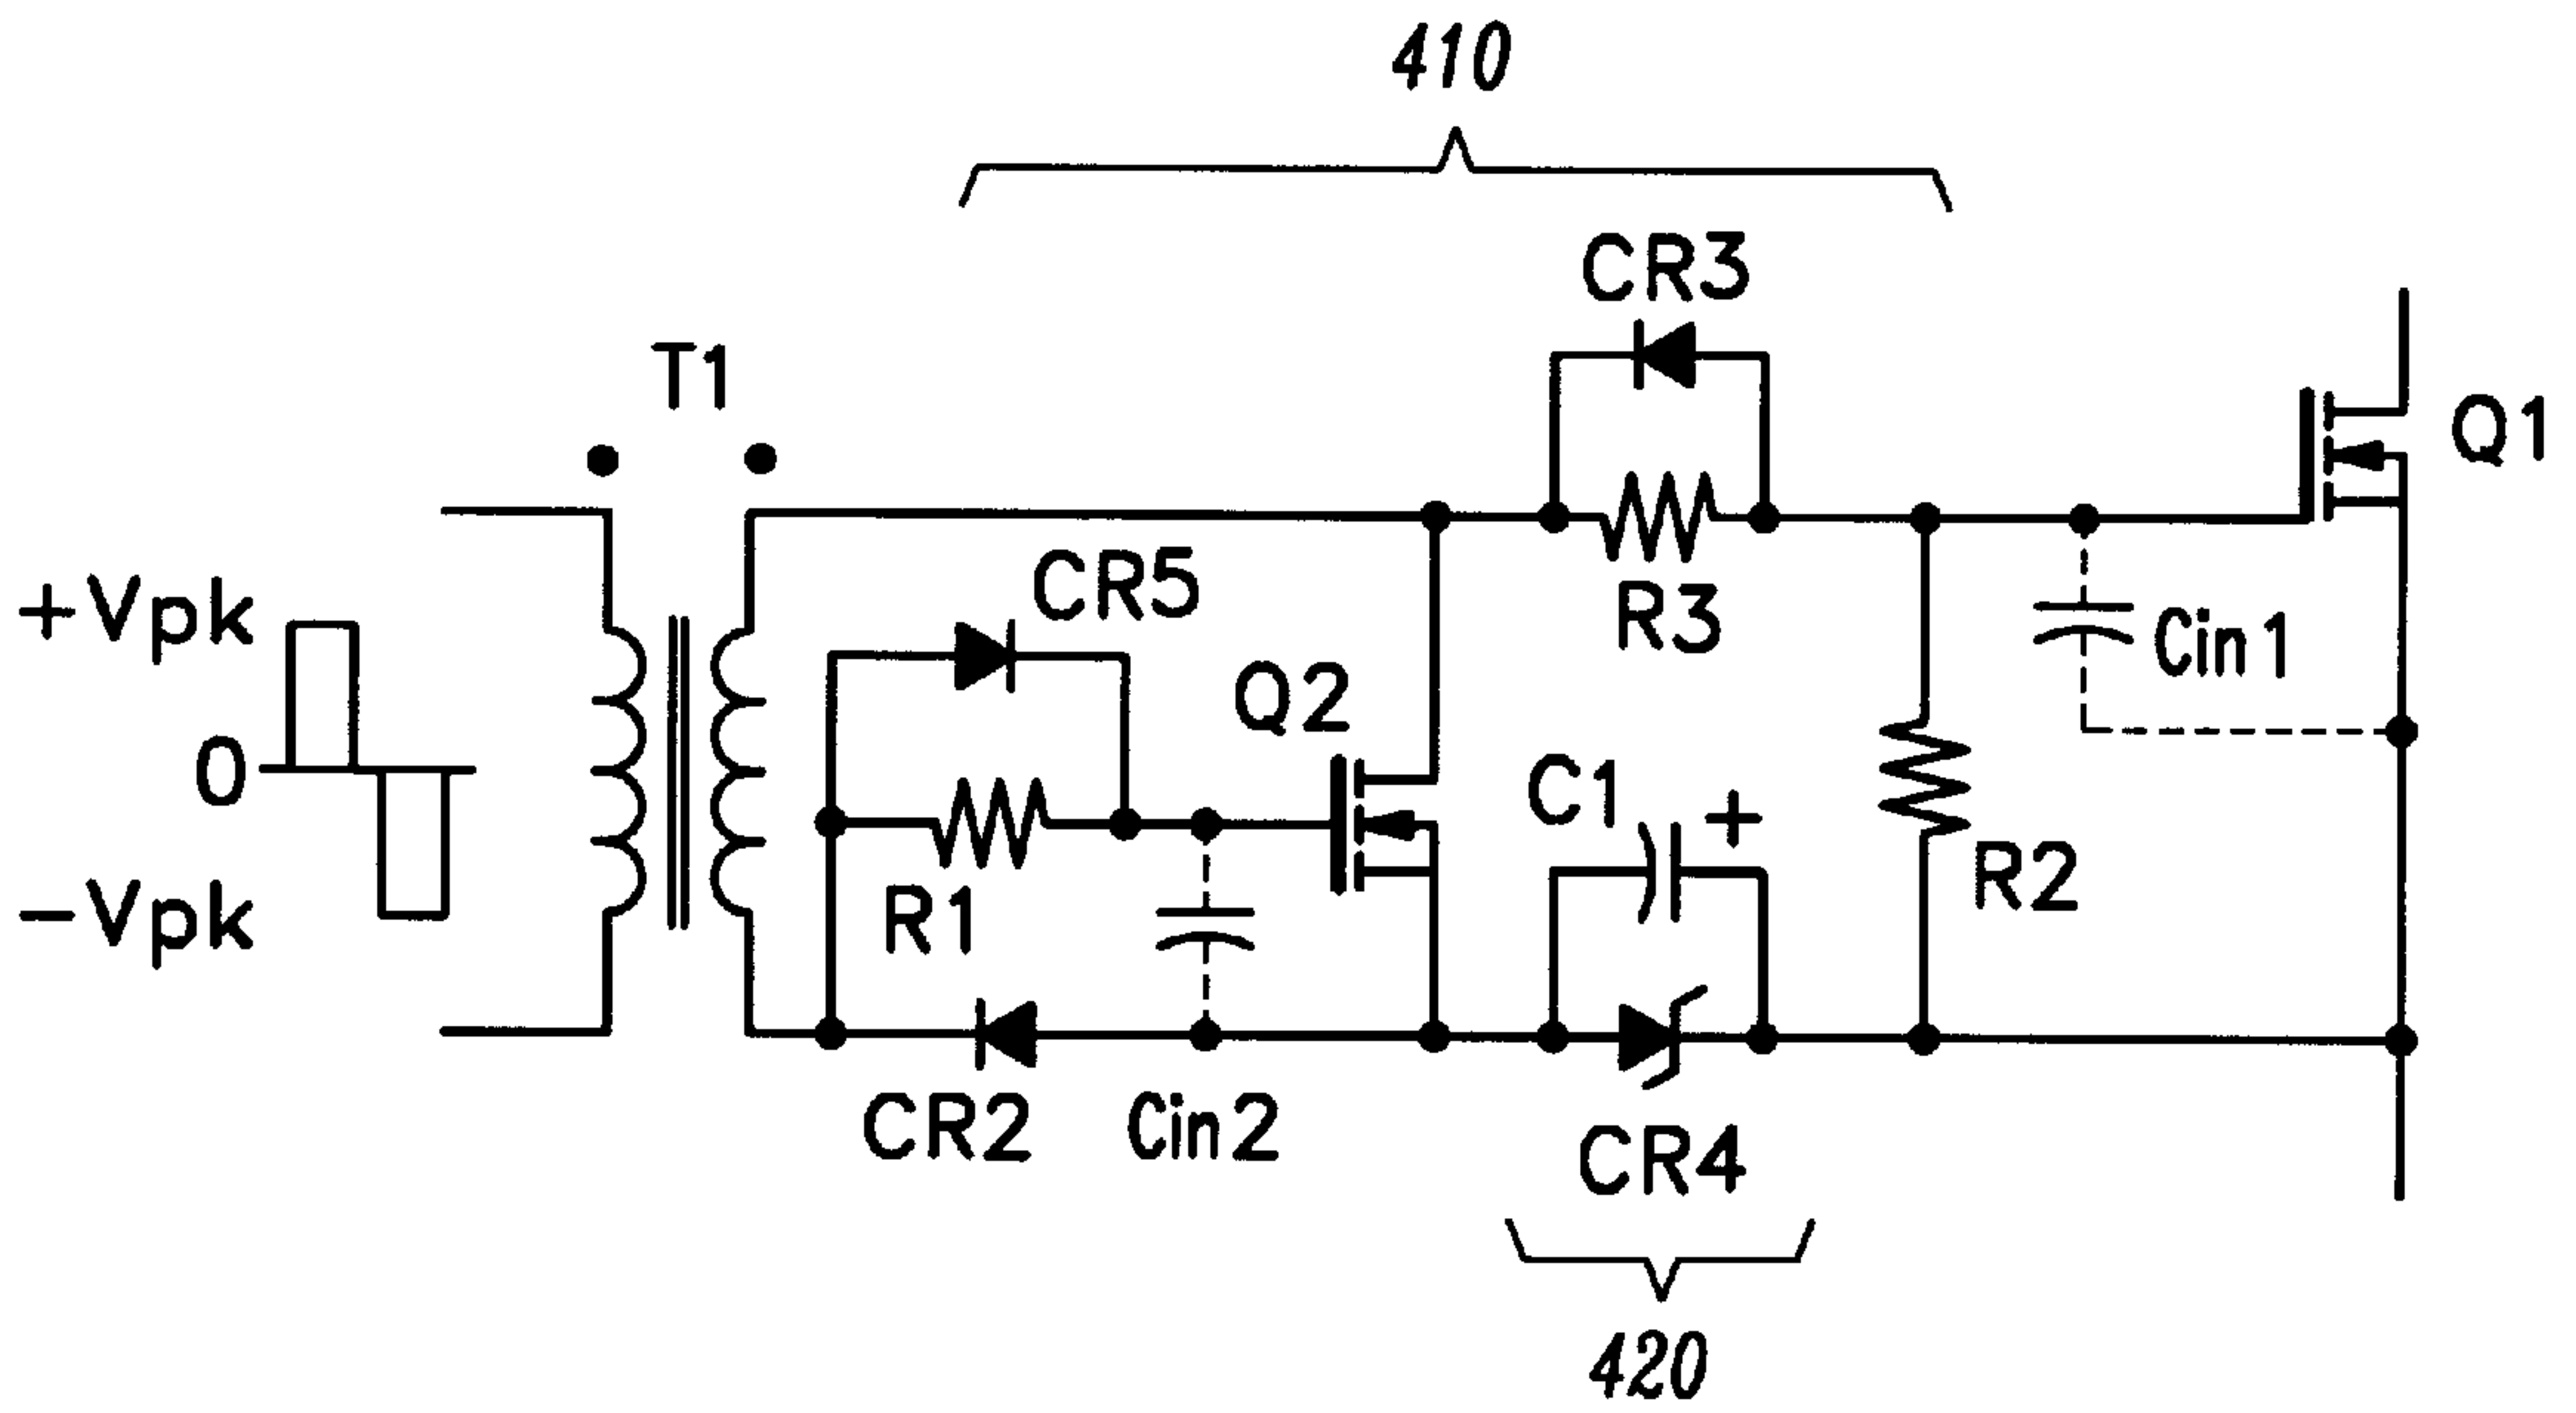 410
CR3
T1
Q1
CR5
+Vpk
R3
Cin1
Q2
0
C1
+
R2
R1
-Vpk
CR2
Cin2
CR4
420